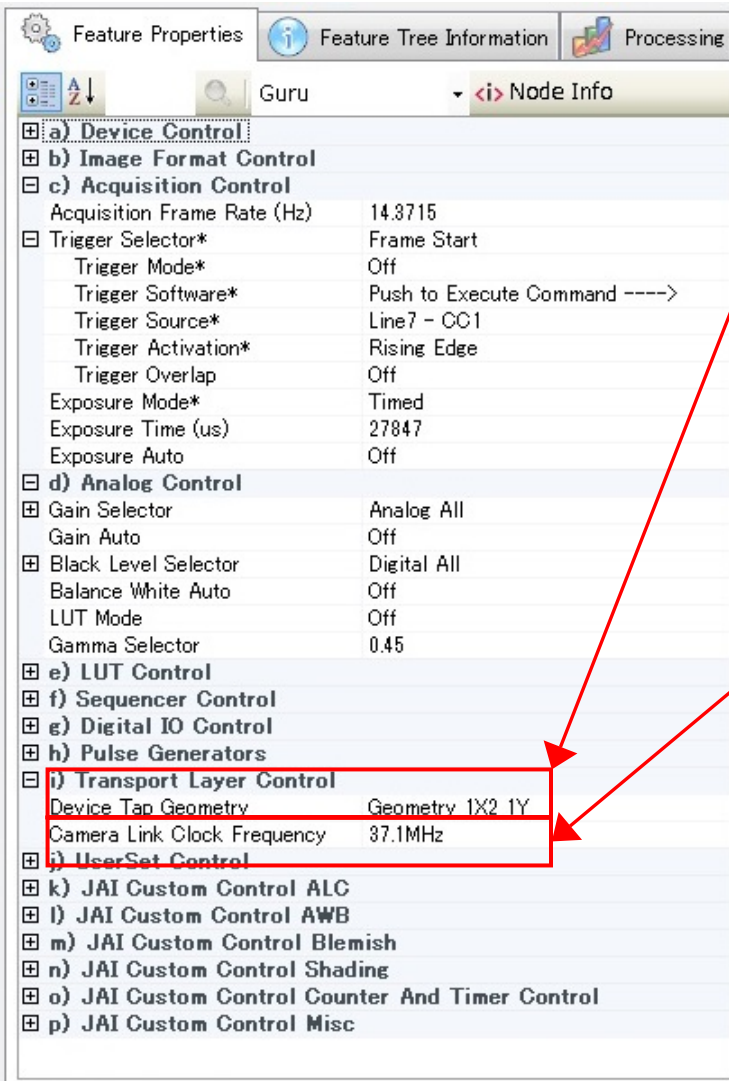 Feature Properties Feature Tree Information Processing
Guru <i> Node Info
a) Device Control
b) Image Format Control
c) Acquisition Control
Acquisition Frame Rate (Hz) 14.3715
Trigger Selector* Frame Start
Trigger Mode* Off
Trigger Software* Push to Execute Command ---->
Trigger Source* Line7 - CC1
Trigger Activation* Rising Edge
Trigger Overlap Off
Exposure Mode* Timed
Exposure Time (us) 27847
Exposure Auto Off
d) Analog Control
Gain Selector Analog All
Gain Auto Off
Black Level Selector Digital All
Balance White Auto Off
LUT Mode Off
Gamma Selector 0.45
e) LUT Control
f) Sequencer Control
g) Digital IO Control
h) Pulse Generators
i) Transport Layer Control
Device Tap Geometry Geometry 1X2 1Y
Camera Link Clock Frequency 37.1MHz
j) UserSet Control
k) JAI Custom Control ALC
l) JAI Custom Control AWB
m) JAI Custom Control Blemish
n) JAI Custom Control Shading
o) JAI Custom Control Counter And Timer Control
p) JAI Custom Control Misc